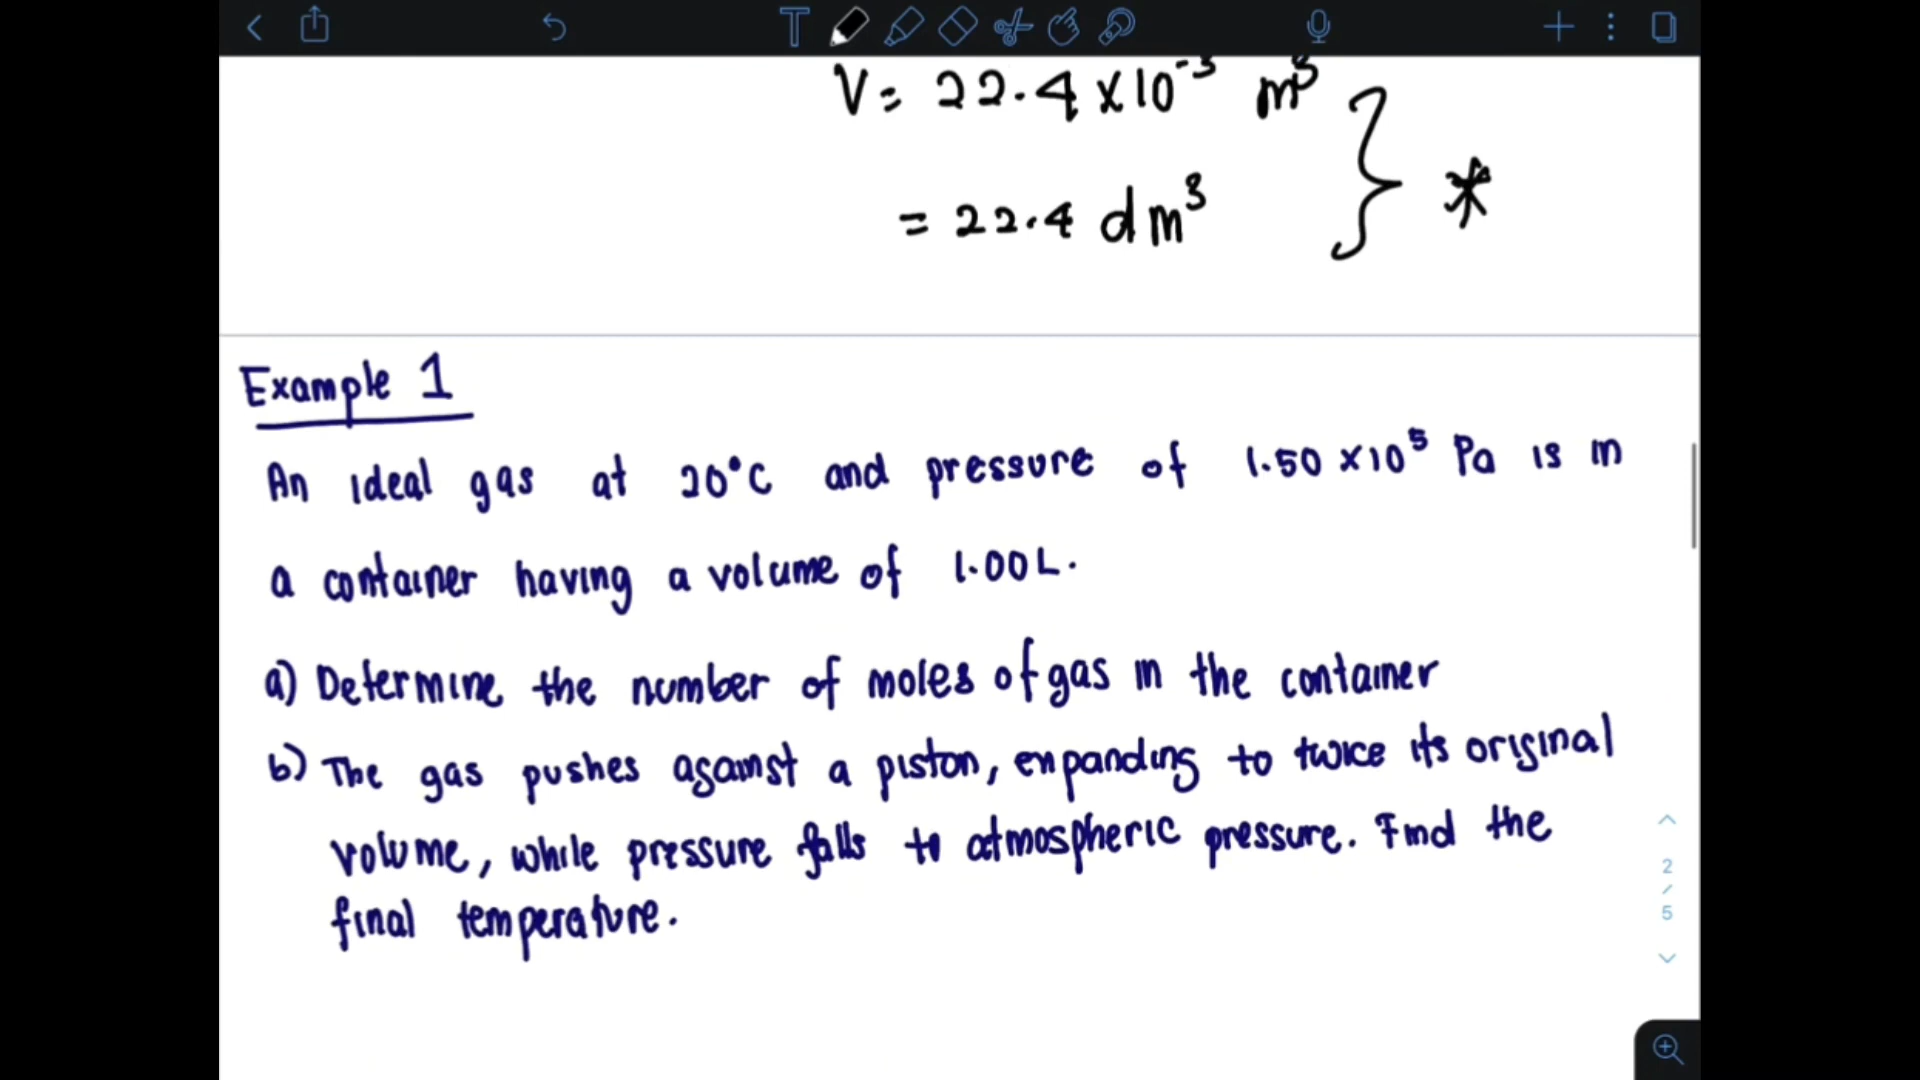 V = 22.4 × 10⁻³ m³
= 22.4 dm³ } *
Example 1
An ideal gas at 20°C and pressure of 1.50 × 10⁵ Pa is in
a container having a volume of 1.00 L.
a) Determine the number of moles of gas in the container
b) The gas pushes against a piston, expanding to twice its original
volume, while pressure falls to atmospheric pressure. Find the
final temperature.
2
/
5